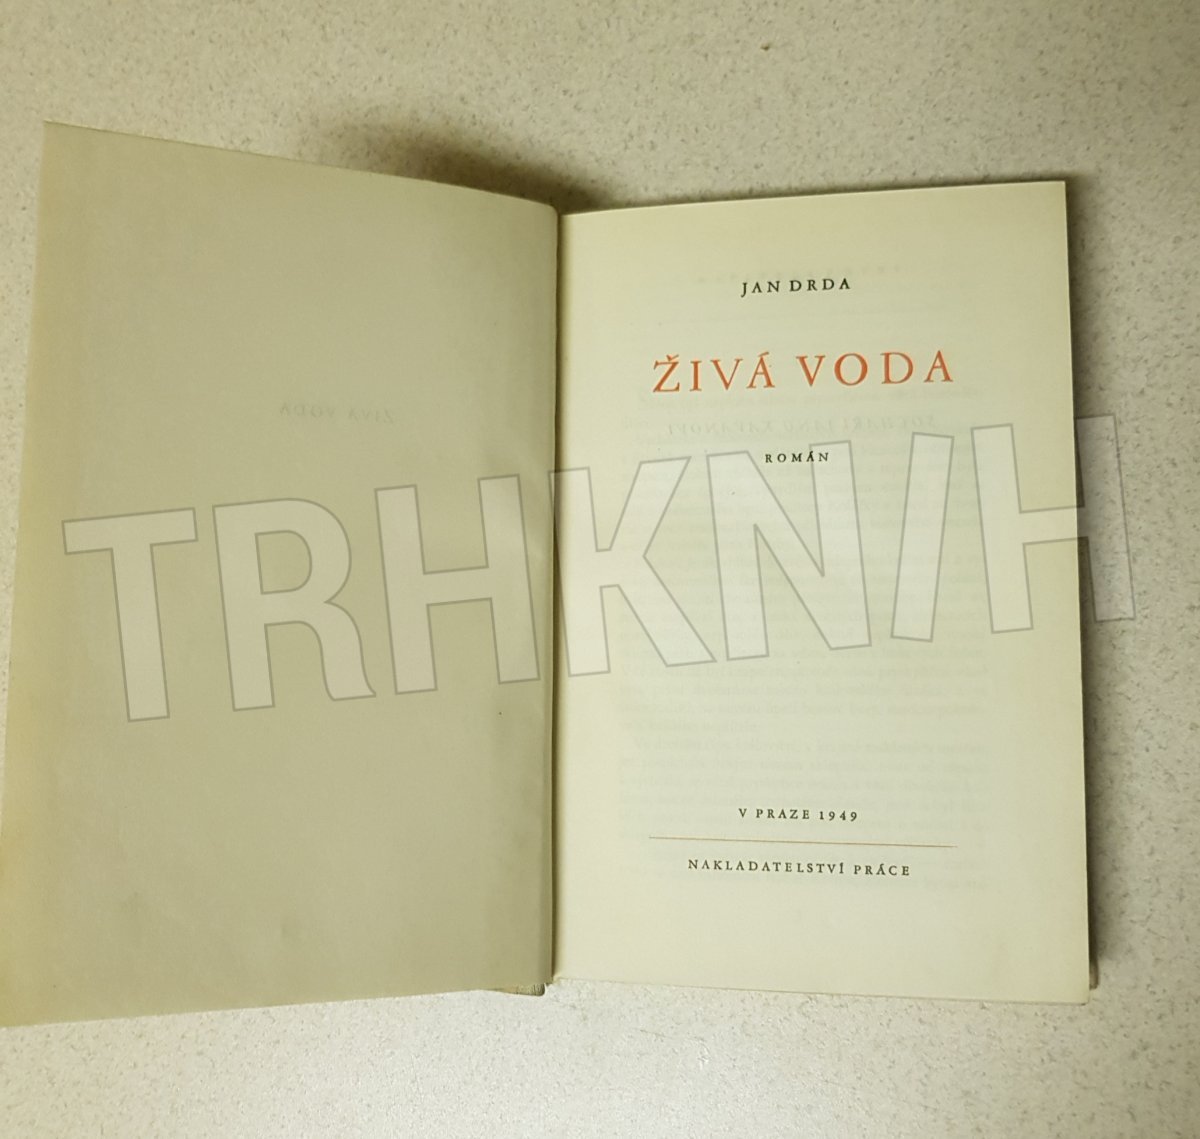 JAN DRDA
ŽIVÁ VODA
ROMÁN
TRHKNIH
V PRAZE 1949
NAKLADATELSTVÍ PRÁCE